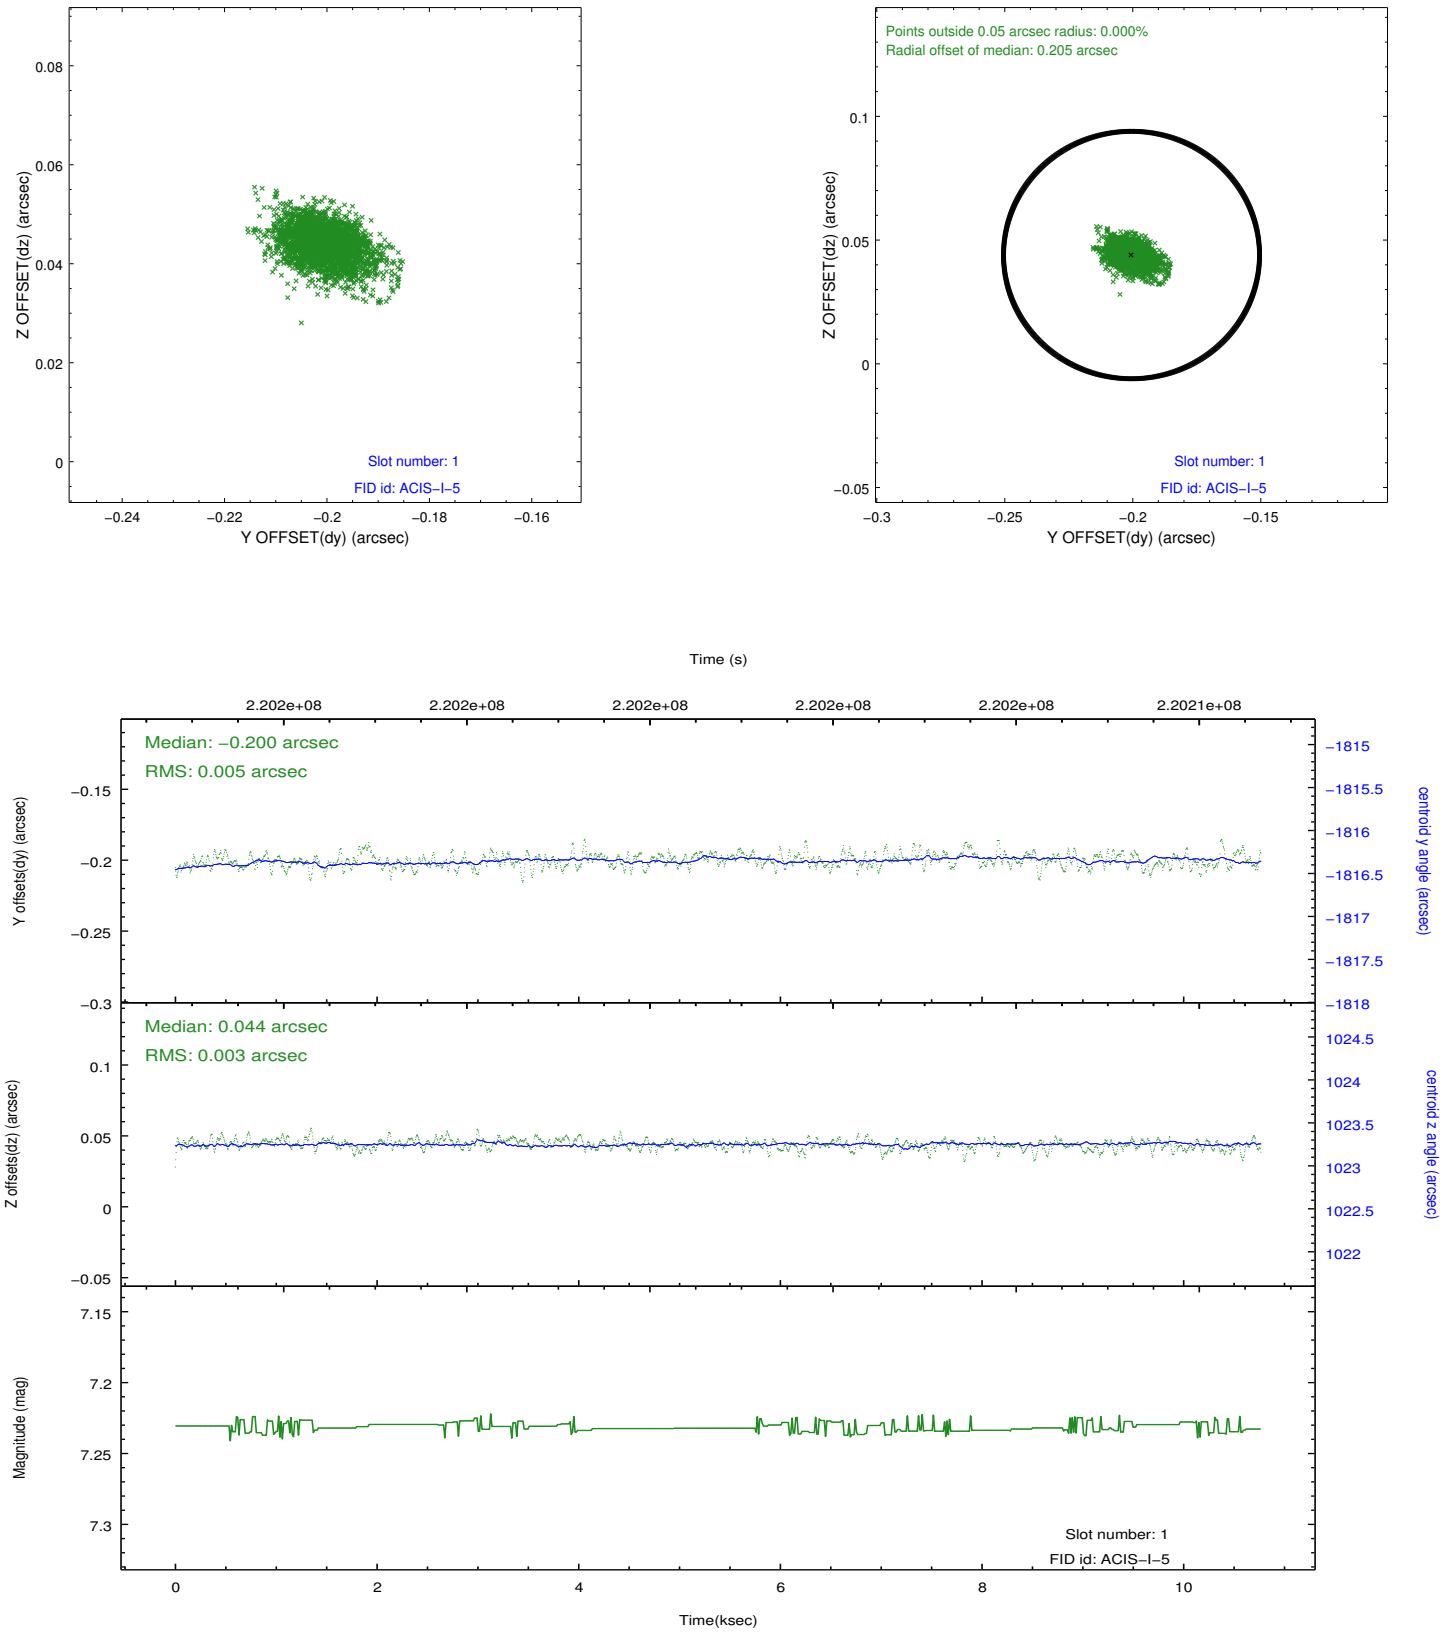 0.08
0.06
0.04
0.02
0
Z OFFSET(dz) (arcsec)
Slot number: 1
FID id: ACIS−I−5
−0.24 −0.22 −0.2 −0.18 −0.16
Y OFFSET(dy) (arcsec)
Points outside 0.05 arcsec radius: 0.000%
Radial offset of median: 0.205 arcsec
0.1
0.05
0
−0.05
Z OFFSET(dz) (arcsec)
Slot number: 1
FID id: ACIS−I−5
−0.3 −0.25 −0.2 −0.15
Y OFFSET(dy) (arcsec)
Time (s)
2.202e+08 2.202e+08 2.202e+08 2.202e+08 2.202e+08 2.2021e+08
Median: −0.200 arcsec
RMS: 0.005 arcsec
−0.15
−0.2
−0.25
−0.3
Y offsets(dy) (arcsec)
−1815
−1815.5
−1816
−1816.5
−1817
−1817.5
−1818
centroid y angle (arcsec)
Median: 0.044 arcsec
RMS: 0.003 arcsec
0.1
0.05
0
−0.05
Z offsets(dz) (arcsec)
1024.5
1024
1023.5
1023
1022.5
1022
centroid z angle (arcsec)
7.15
7.2
7.25
7.3
Magnitude (mag)
Slot number: 1
FID id: ACIS−I−5
0 2 4 6 8 10
Time(ksec)